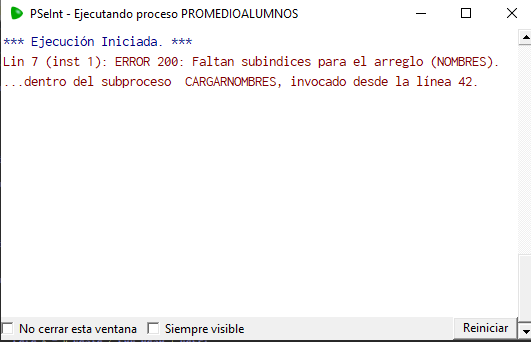 PSeInt - Ejecutando proceso PROMEDIOALUMNOS
*** Ejecución Iniciada. ***
Lin 7 (inst 1): ERROR 200: Faltan subindices para el arreglo (NOMBRES).
...dentro del subproceso  CARGARNOMBRES, invocado desde la línea 42.
No cerrar esta ventana Siempre visible Reiniciar